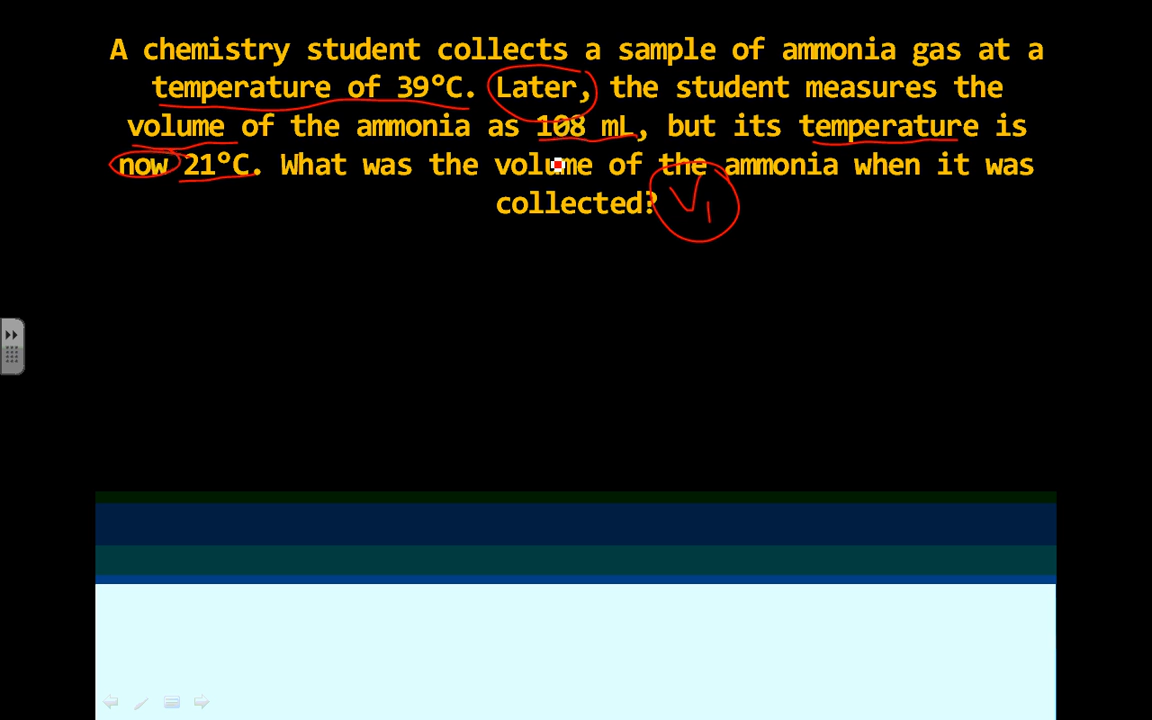 A chemistry student collects a sample of ammonia gas at a
temperature of 39°C. Later, the student measures the
volume of the ammonia as 108 mL, but its temperature is
now 21°C. What was the volume of the ammonia when it was
collected? V1